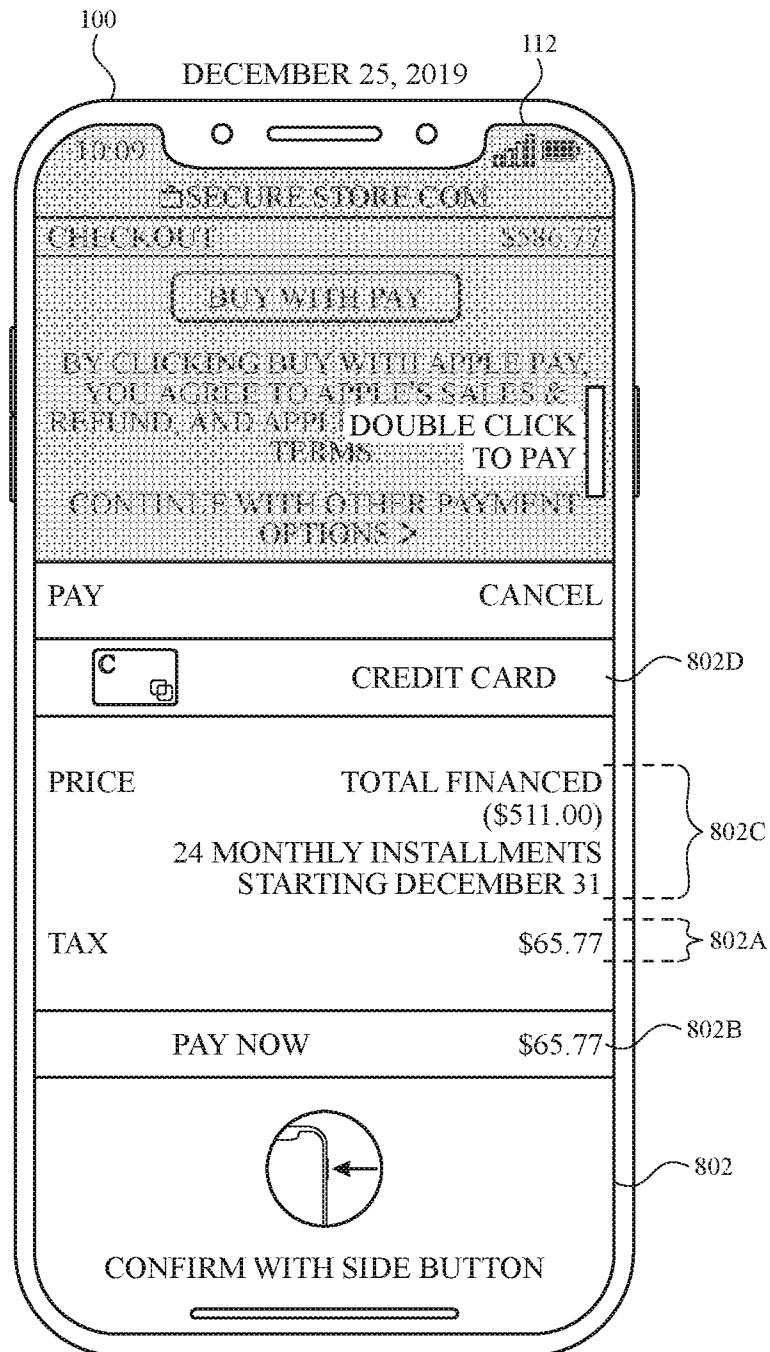 100
112
DECEMBER 25, 2019
10:09
SECURE.STORE.COM
CHECKOUT $586.77
BUY WITH PAY
BY CLICKING BUY WITH APPLE PAY,
YOU AGREE TO APPLE'S SALES &
REFUND, AND
TERMS
DOUBLE CLICK
TO PAY
CONTINUE WITH OTHER PAYMENT
OPTIONS >
PAY CANCEL
C CREDIT CARD 802D
PRICE TOTAL FINANCED
($511.00)
802C
24 MONTHLY INSTALLMENTS
STARTING DECEMBER 31
TAX $65.77 802A
PAY NOW $65.77 802B
802
CONFIRM WITH SIDE BUTTON